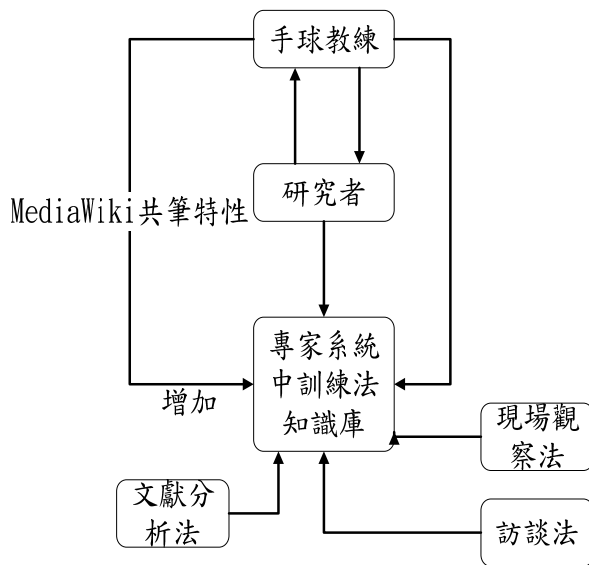 手球教練
研究者
MediaWiki共筆特性
專家系統
中訓練法
知識庫
增加
現場觀
察法
文獻分
析法
訪談法